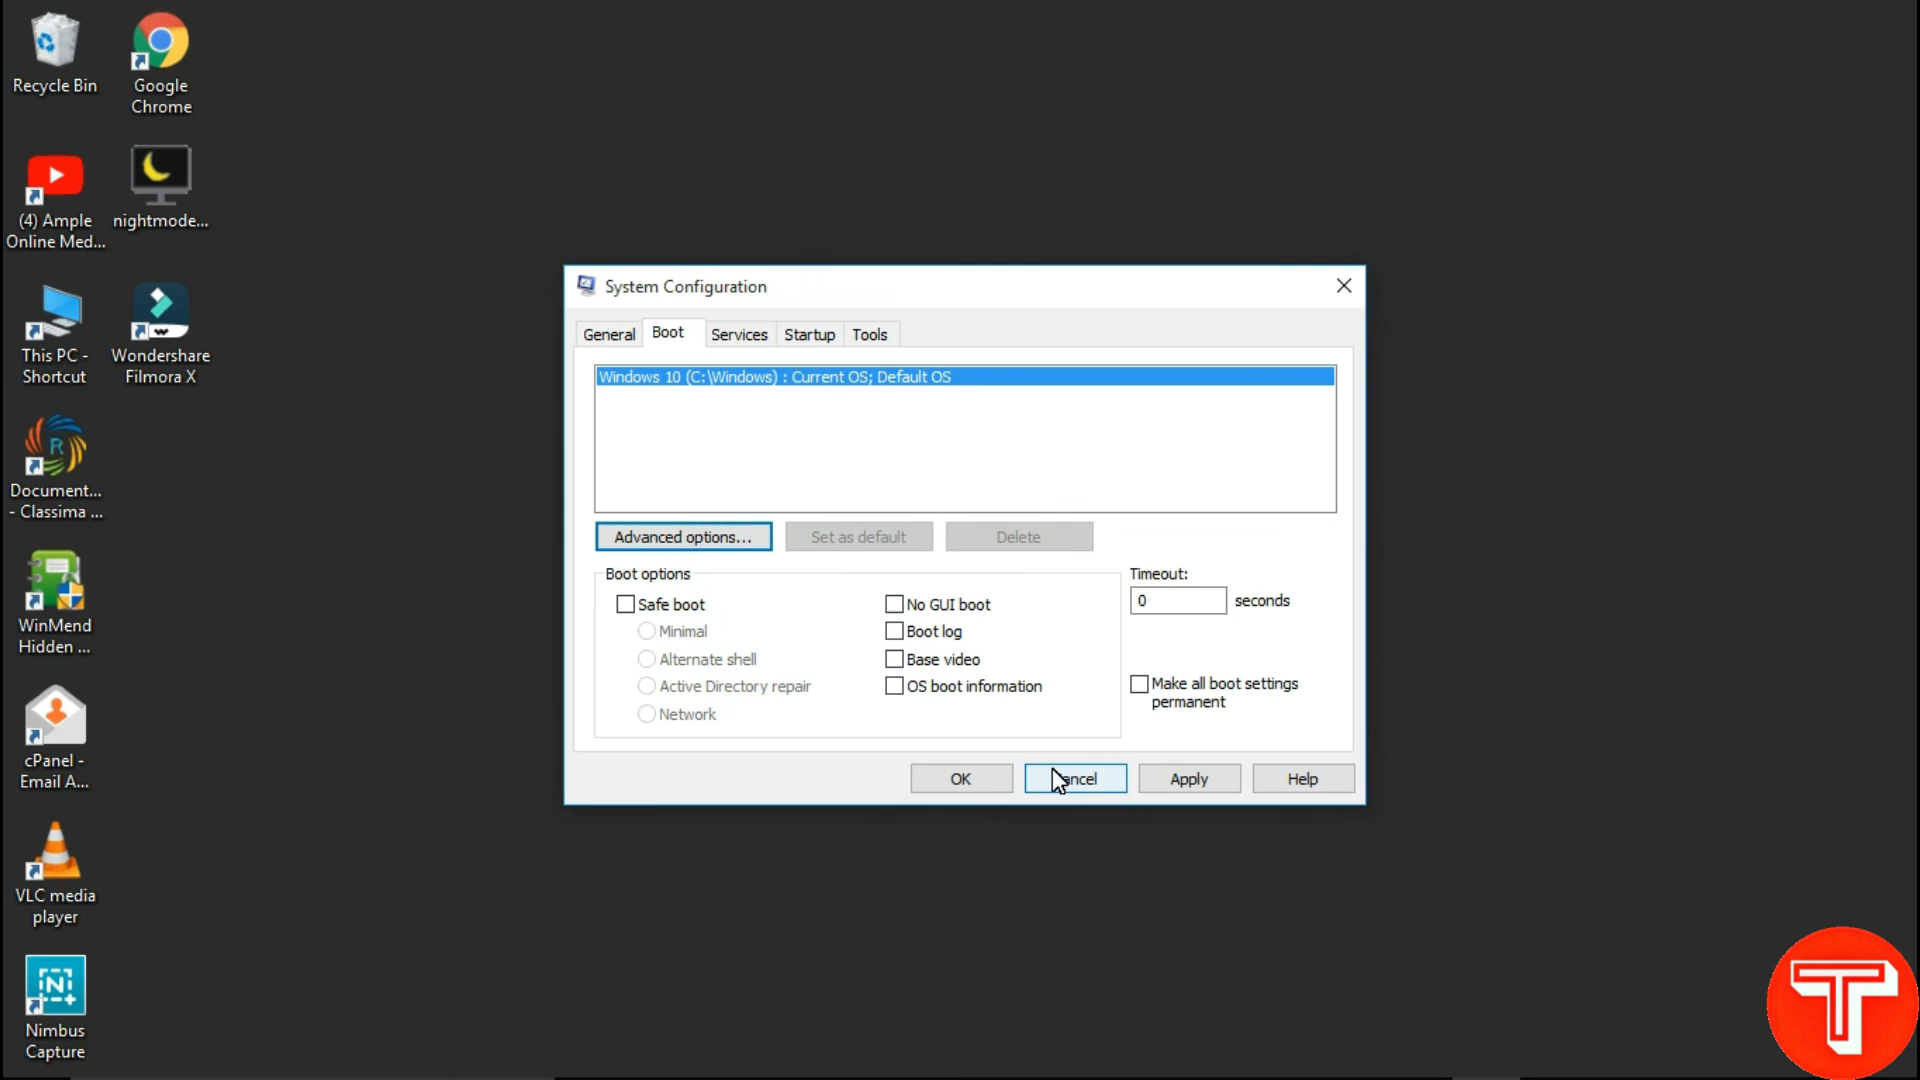 Recycle Bin
Google
Chrome
(4) Ample
Online Med...
nightmode...
This PC -
Shortcut
Wondershare
Filmora X
R
Document...
- Classima ...
WinMend
Hidden ...
cPanel -
Email A...
VLC media
player
N
Nimbus
Capture
System Configuration
General
Boot
Services
Startup
Tools
Windows 10 (C:\Windows) : Current OS; Default OS
Advanced options...
Set as default
Delete
Boot options
Safe boot
Minimal
Alternate shell
Active Directory repair
Network
No GUI boot
Boot log
Base video
OS boot information
Timeout:
0 seconds
Make all boot settings
permanent
OK
Apply
Help
T